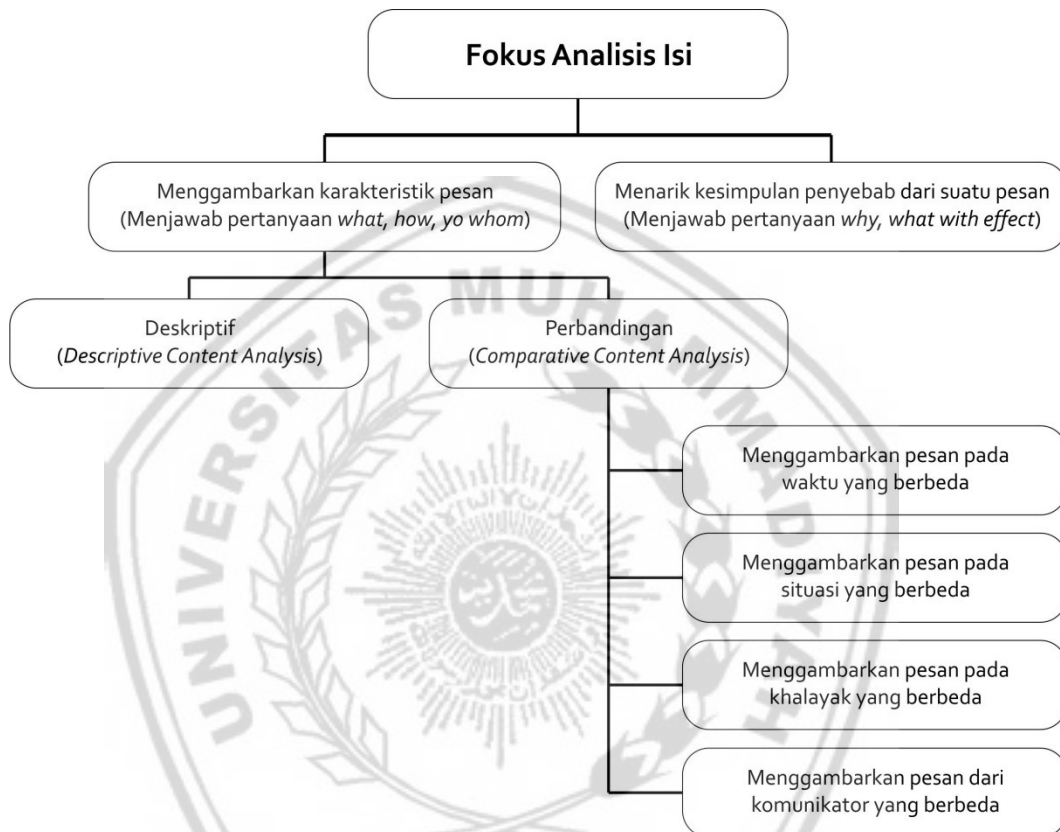 Fokus Analisis Isi
Menggambarkan karakteristik pesan
(Menjawab pertanyaan what, how, yo whom)
Menarik kesimpulan penyebab dari suatu pesan
(Menjawab pertanyaan why, what with effect)
Deskriptif
(Descriptive Content Analysis)
Perbandingan
(Comparative Content Analysis)
Menggambarkan pesan pada
waktu yang berbeda
Menggambarkan pesan pada
situasi yang berbeda
Menggambarkan pesan pada
khalayak yang berbeda
Menggambarkan pesan dari
komunikator yang berbeda
UNIVERSITAS MUHAMMADIYAH